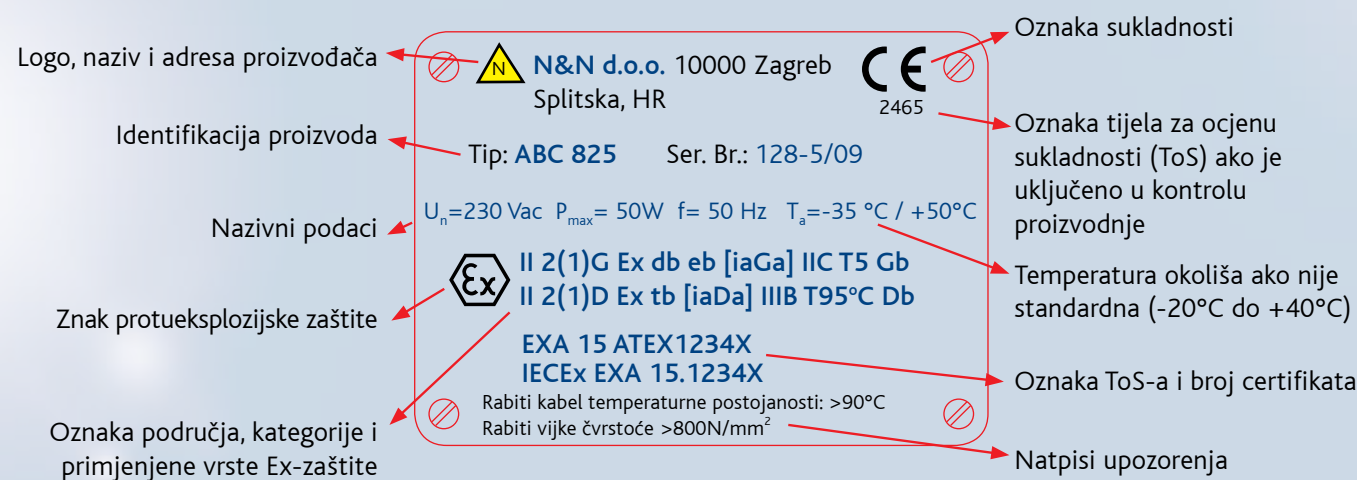 Logo, naziv i adresa proizvođača
Identifikacija proizvoda
Nazivni podaci
Znak protueksplozijske zaštite
Oznaka područja, kategorije i
primjenjene vrste Ex-zaštite
N
N&N d.o.o. 10000 Zagreb
Splitska, HR
CE
2465
Tip: ABC 825 Ser. Br.: 128-5/09
Un=230 Vac Pmax= 50W f= 50 Hz Ta=-35 °C / +50°C
Ex
II 2(1)G Ex db eb [iaGa] IIC T5 Gb
II 2(1)D Ex tb [iaDa] IIIB T95°C Db
EXA 15 ATEX1234X
IECEx EXA 15.1234X
Rabiti kabel temperaturne postojanosti: >90°C
Rabiti vijke čvrstoće >800N/mm²
Oznaka sukladnosti
Oznaka tijela za ocjenu
sukladnosti (ToS) ako je
uključeno u kontrolu
proizvodnje
Temperatura okoliša ako nije
standardna (-20°C do +40°C)
Oznaka ToS-a i broj certifikata
Natpisi upozorenja